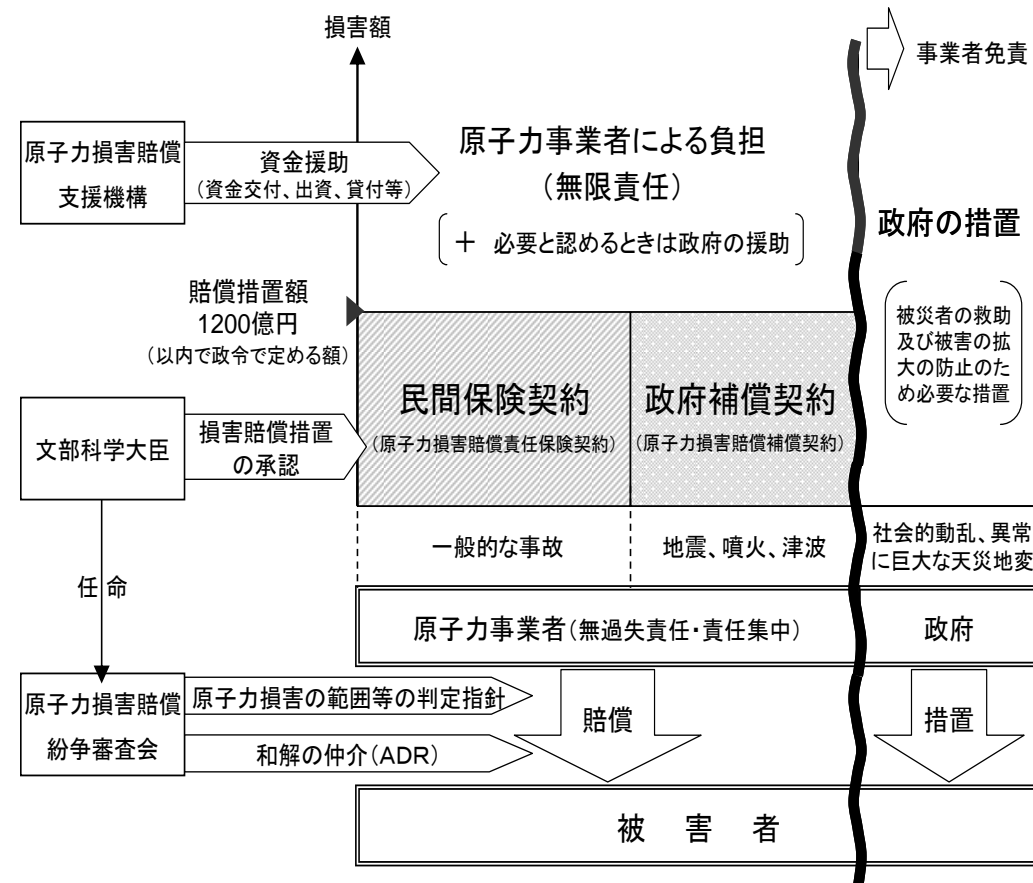 損害額
事業者免責
原子力損害賠償
支援機構
資金援助
（資金交付、出資、貸付等）
原子力事業者による負担
（無限責任）
＋ 必要と認めるときは政府の援助
政府の措置
被災者の救助
及び被害の拡
大の防止のた
め必要な措置
賠償措置額
1200億円
（以内で政令で定める額）
民間保険契約
（原子力損害賠償責任保険契約）
政府補償契約
（原子力損害賠償補償契約）
文部科学大臣
損害賠償措置
の承認
一般的な事故
地震、噴火、津波
社会的動乱、異常
に巨大な天災地変
任命
原子力事業者（無過失責任・責任集中）
政府
原子力損害賠償
紛争審査会
原子力損害の範囲等の判定指針
和解の仲介（ADR）
賠償
措置
被害者